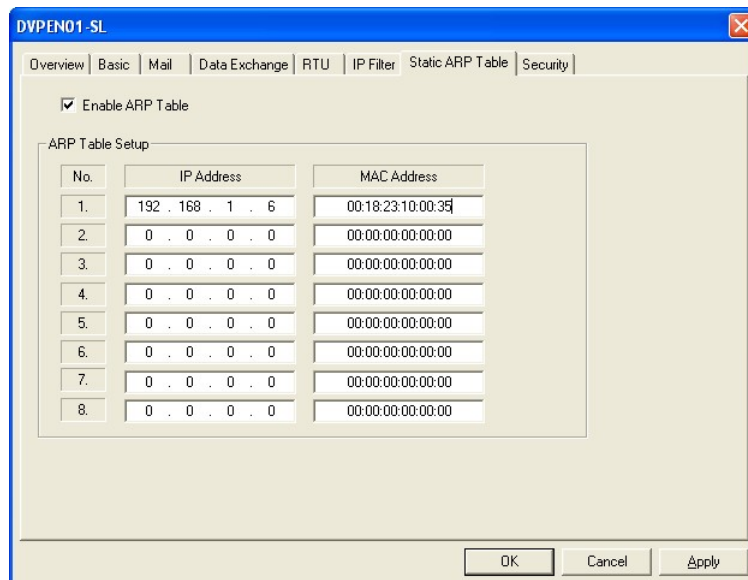 DVPEN01-SL
Overview Basic Mail Data Exchange RTU IP Filter Static ARP Table Security
Enable ARP Table
ARP Table Setup
No. IP Address MAC Address
1. 192 . 168 . 1 . 6 00:18:23:10:00:35
2. 0 . 0 . 0 . 0 00:00:00:00:00:00
3. 0 . 0 . 0 . 0 00:00:00:00:00:00
4. 0 . 0 . 0 . 0 00:00:00:00:00:00
5. 0 . 0 . 0 . 0 00:00:00:00:00:00
6. 0 . 0 . 0 . 0 00:00:00:00:00:00
7. 0 . 0 . 0 . 0 00:00:00:00:00:00
8. 0 . 0 . 0 . 0 00:00:00:00:00:00
OK Cancel Apply